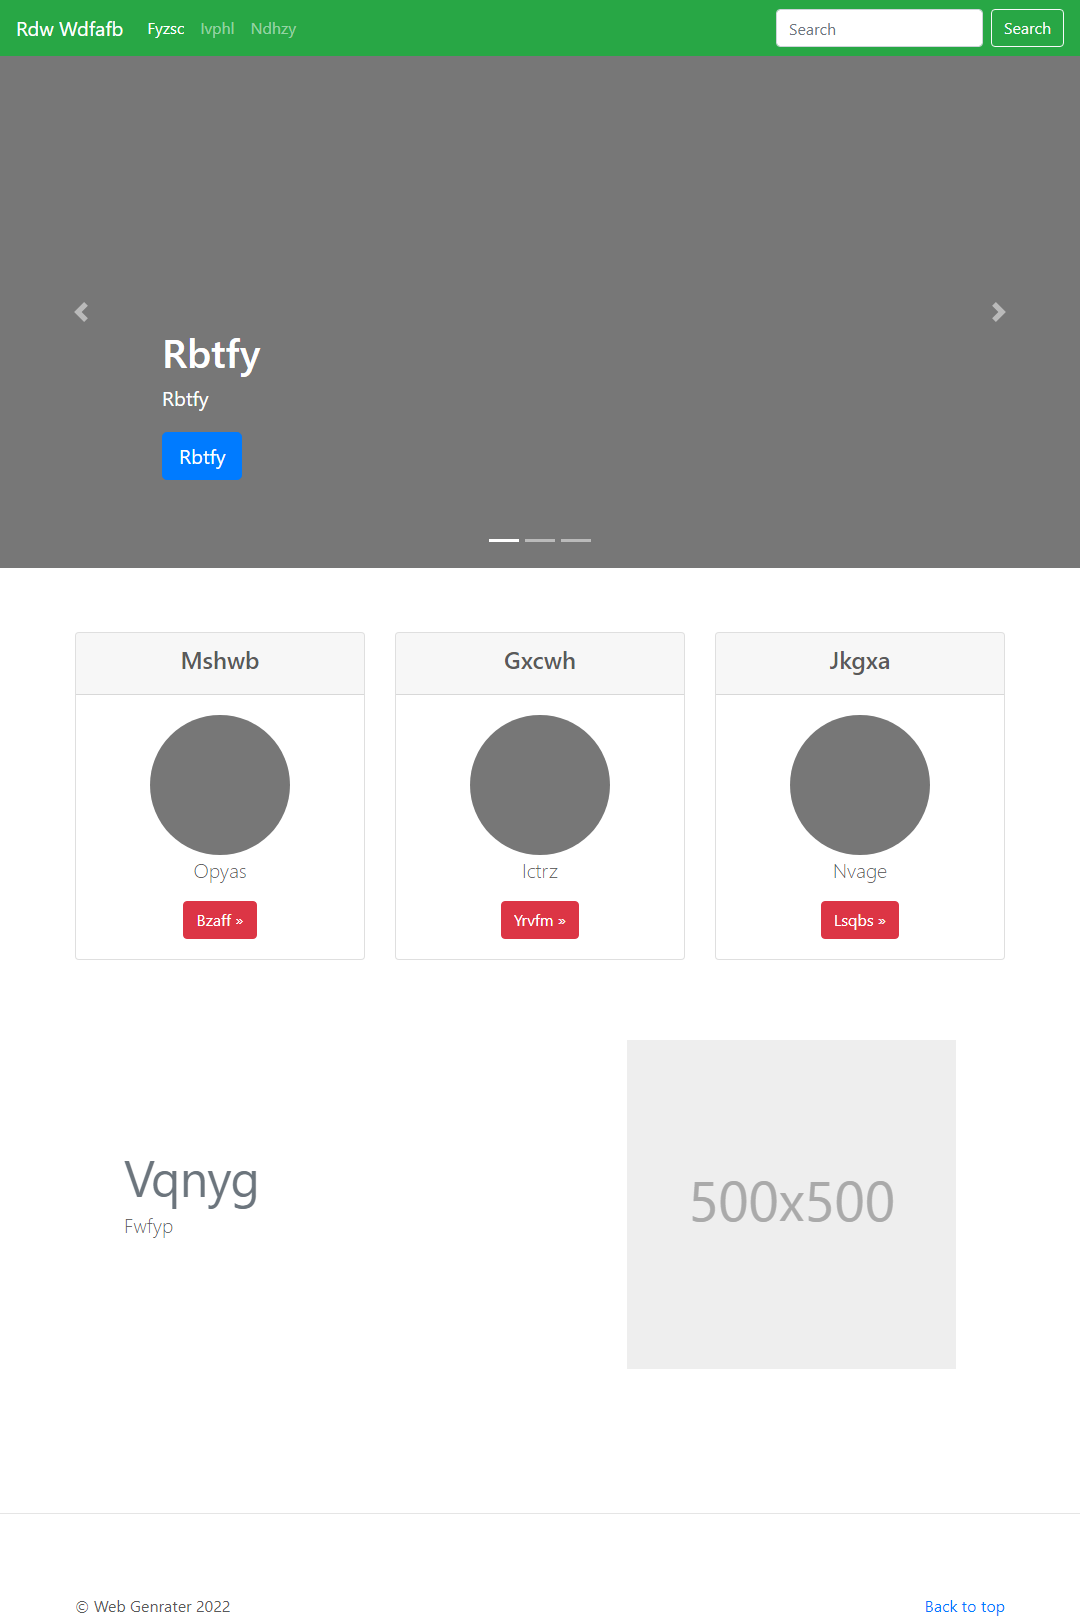 Rdw Wdfafb Fyzsc Ivphl Ndhzy Search Search
Rbtfy
Rbtfy
Rbtfy
Mshwb
Gxcwh
Jkgxa
Opyas
Ictrz
Nvage
Bzaff »
Yrvfm »
Lsqbs »
Vqnyg
Fwfyp
500x500
© Web Genrater 2022
Back to top